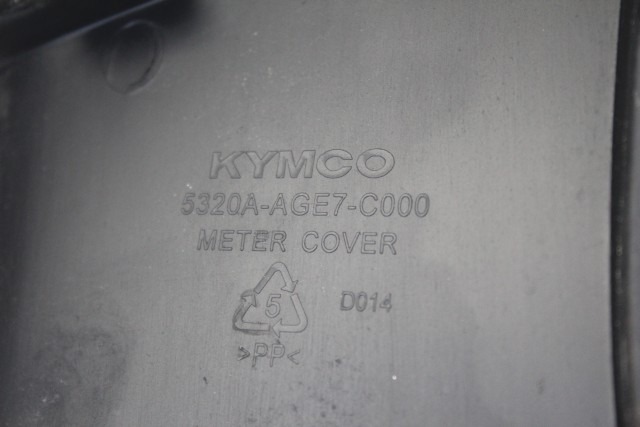 KYMCO
5320A-AGE7-C000
METER COVER
5 D014
>PP<